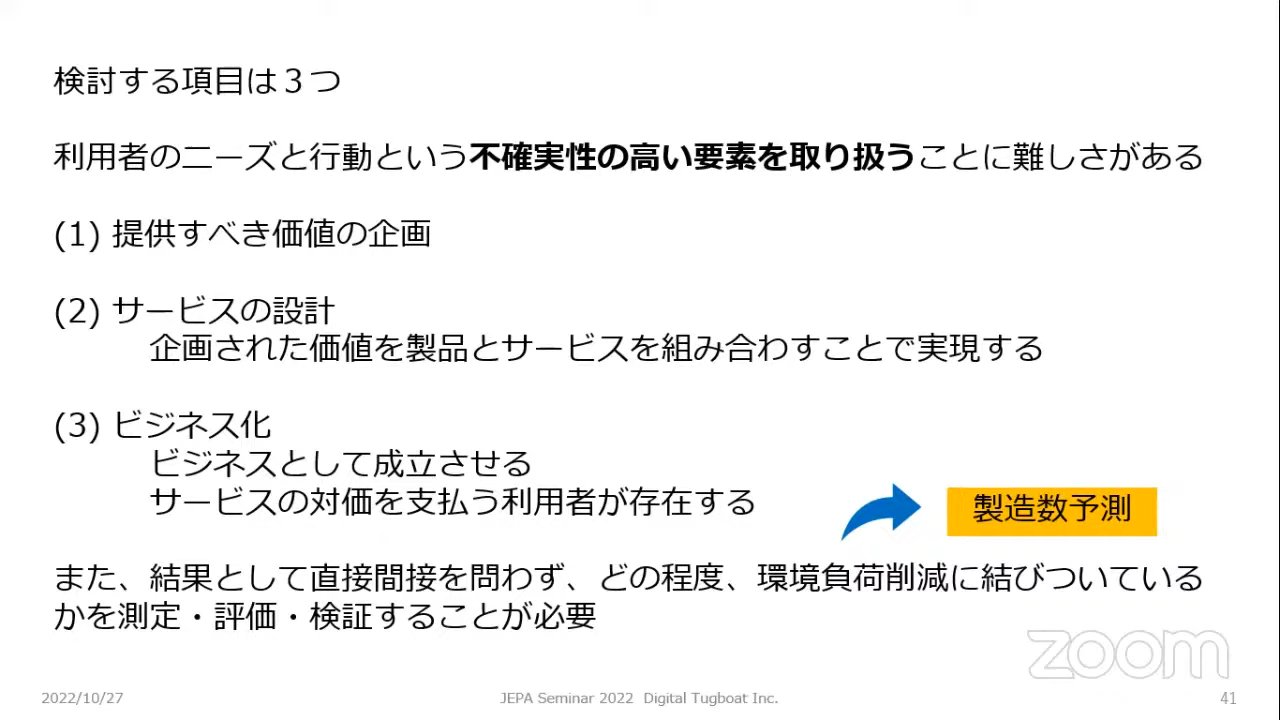 検討する項目は３つ
利用者のニーズと行動という不確実性の高い要素を取り扱うことに難しさがある
(1) 提供すべき価値の企画
(2) サービスの設計
企画された価値を製品とサービスを組み合わすことで実現する
(3) ビジネス化
ビジネスとして成立させる
サービスの対価を支払う利用者が存在する
製造数予測
また、結果として直接間接を問わず、どの程度、環境負荷削減に結びついている
かを測定・評価・検証することが必要
zoom
2022/10/27
JEPA Seminar 2022 Digital Tugboat Inc.
41